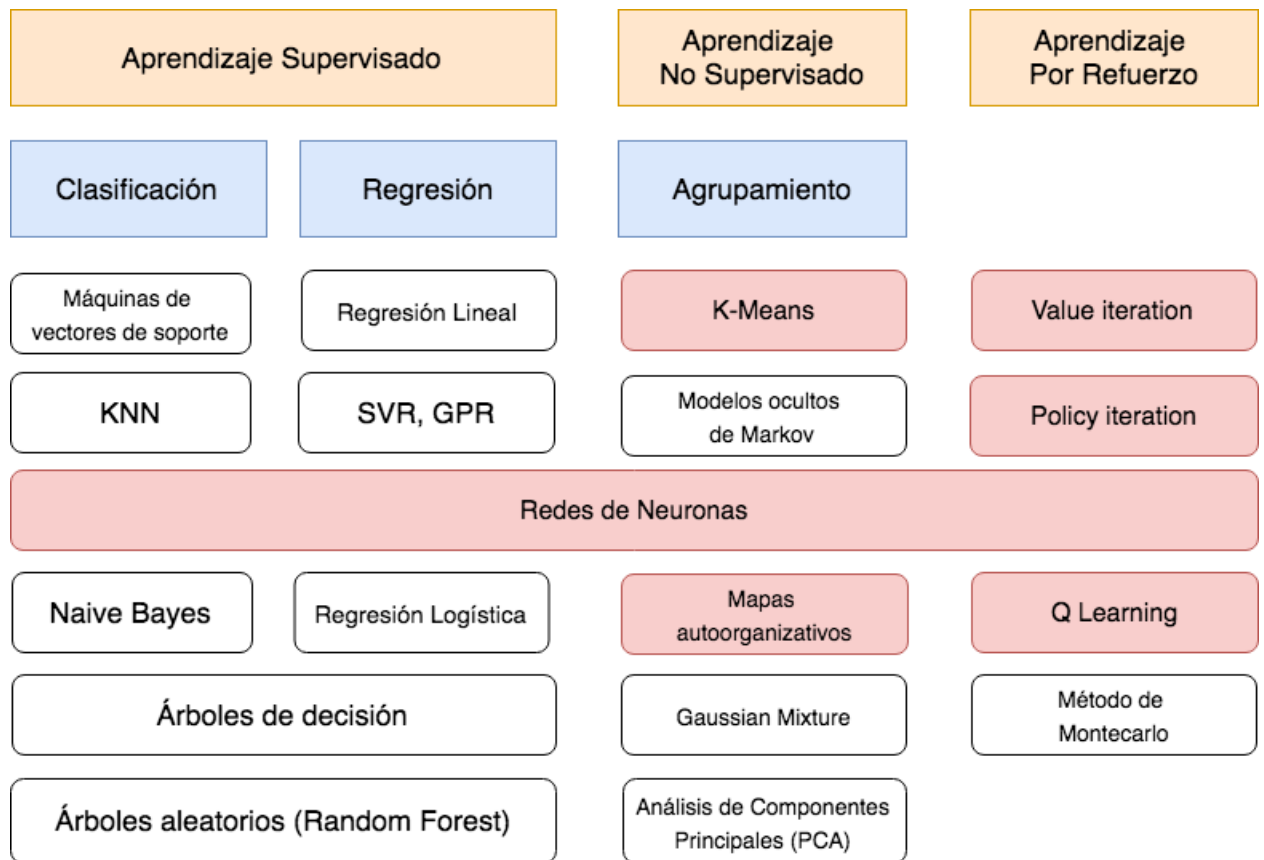 Aprendizaje Supervisado
Aprendizaje
No Supervisado
Aprendizaje
Por Refuerzo
Clasificación
Regresión
Agrupamiento
Máquinas de
vectores de soporte
Regresión Lineal
K-Means
Value iteration
KNN
SVR, GPR
Modelos ocultos
de Markov
Policy iteration
Redes de Neuronas
Naive Bayes
Regresión Logística
Mapas
autoorganizativos
Q Learning
Árboles de decisión
Gaussian Mixture
Método de
Montecarlo
Árboles aleatorios (Random Forest)
Análisis de Componentes
Principales (PCA)